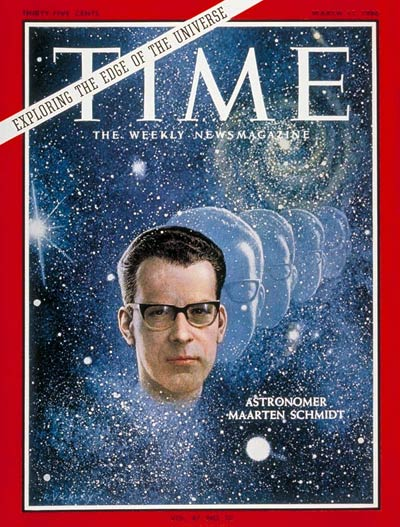 THIRTY FIVE CENTS
EXPLORING THE EDGE OF THE UNIVERSE
TIME
THE WEEKLY NEWSMAGAZINE
ASTRONOMER
MAARTEN SCHMIDT